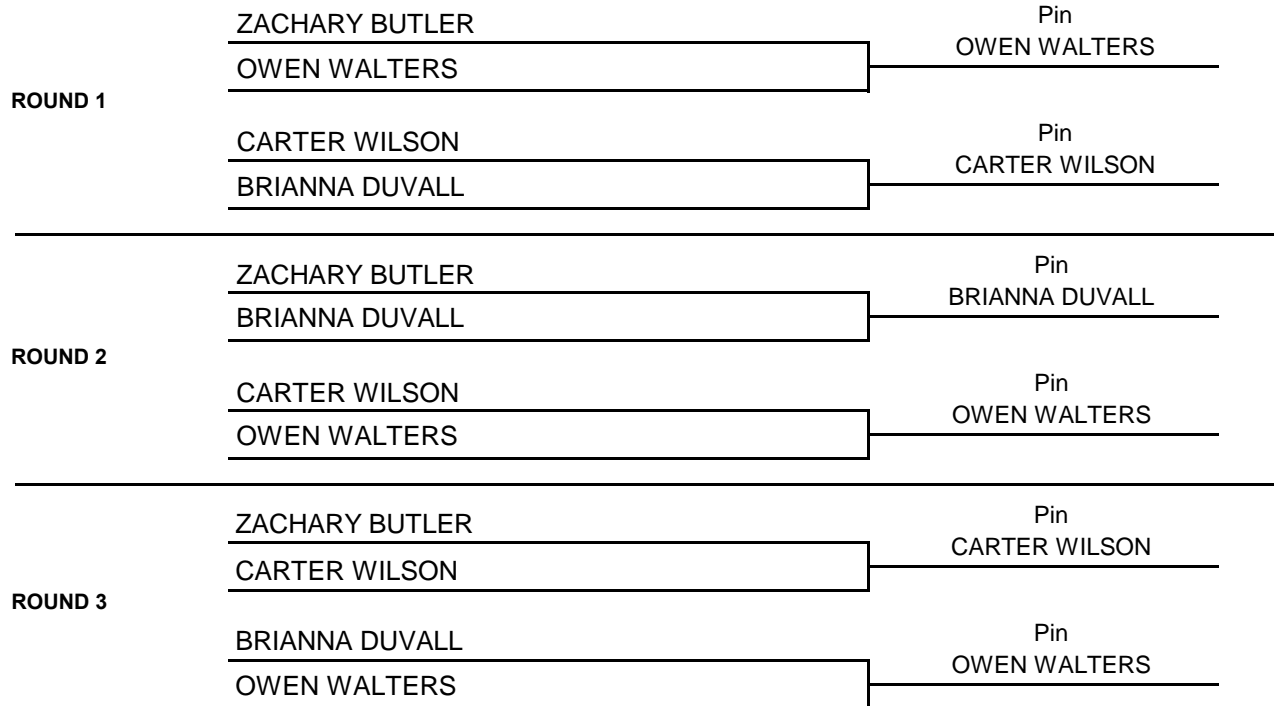 ZACHARY BUTLER
Pin
OWEN WALTERS
OWEN WALTERS
ROUND 1
CARTER WILSON
Pin
CARTER WILSON
BRIANNA DUVALL
ZACHARY BUTLER
Pin
BRIANNA DUVALL
BRIANNA DUVALL
ROUND 2
CARTER WILSON
Pin
OWEN WALTERS
OWEN WALTERS
ZACHARY BUTLER
Pin
CARTER WILSON
CARTER WILSON
ROUND 3
BRIANNA DUVALL
Pin
OWEN WALTERS
OWEN WALTERS